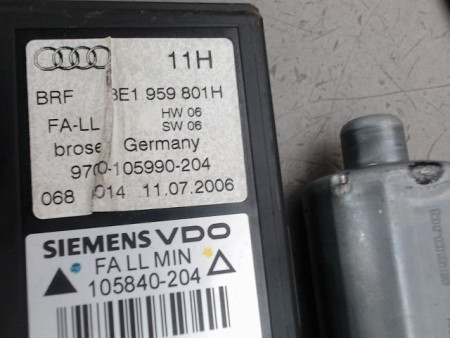 11H
BRF 8E1 959 801H
FA-LL HW 06
SW 06
brose Germany
970-105990-204
068 014 11.07.2006
SIEMENS VDO
FA LL MIN
105840-204